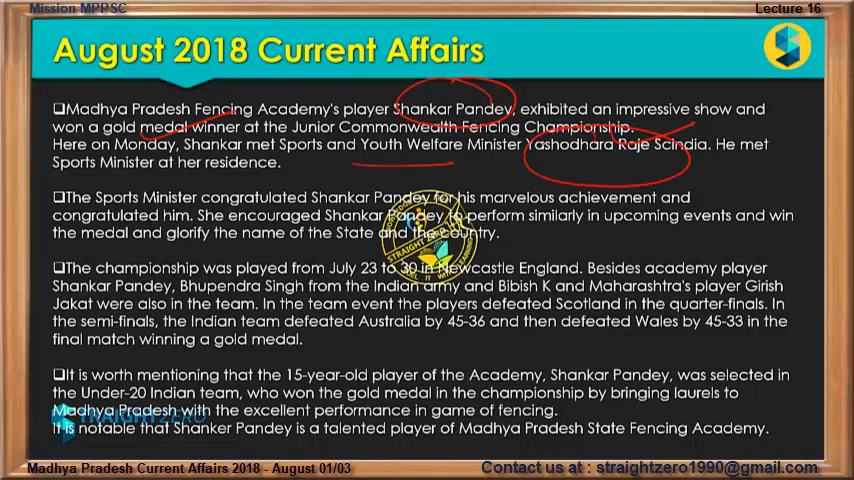 Mission MPPSC
Lecture 16
August 2018 Current Affairs
❑Madhya Pradesh Fencing Academy's player Shankar Pandey, exhibited an impressive show and
won a gold medal winner at the Junior Commonwealth Fencing Championship.
Here on Monday, Shankar met Sports and Youth Welfare Minister Yashodhara Raje Scindia. He met
Sports Minister at her residence.
❑The Sports Minister congratulated Shankar Pandey for his marvelous achievement and
congratulated him. She encouraged Shankar Pandey to perform similarly in upcoming events and win
the medal and glorify the name of the State and the country.
❑The championship was played from July 23 to 30 in Newcastle England. Besides academy player
Shankar Pandey, Bhupendra Singh from the Indian army and Bibish K and Maharashtra's player Girish
Jakat were also in the team. In the team event the players defeated Scotland in the quarter-finals. In
the semi-finals, the Indian team defeated Australia by 45-36 and then defeated Wales by 45-33 in the
final match winning a gold medal.
❑It is worth mentioning that the 15-year-old player of the Academy, Shankar Pandey, was selected in
the Under-20 Indian team, who won the gold medal in the championship by bringing laurels to
Madhya Pradesh with the excellent performance in game of fencing.
It is notable that Shanker Pandey is a talented player of Madhya Pradesh State Fencing Academy.
STRAIGHT ZERO
Madhya Pradesh Current Affairs 2018 - August 01/03
Contact us at : straightzero1990@gmail.com